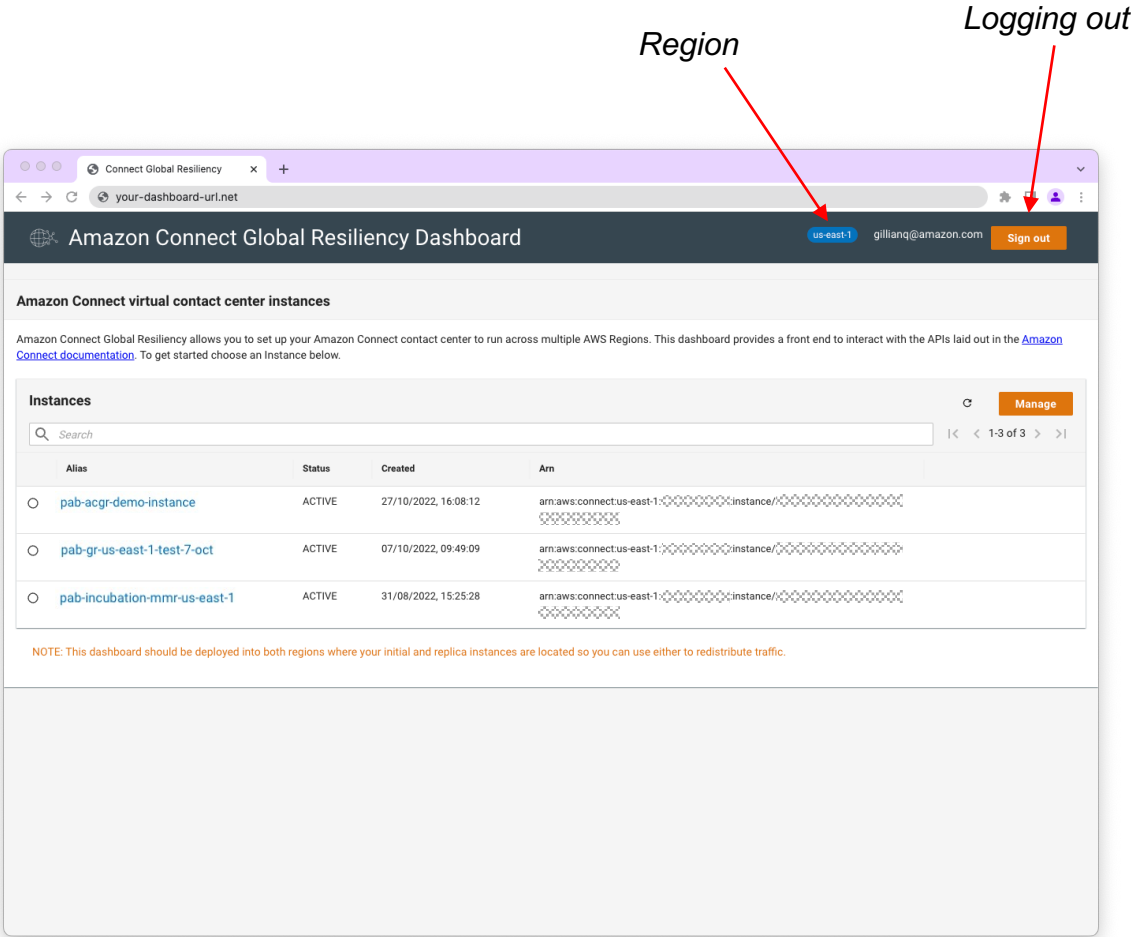 Logging out
Region
Connect Global Resiliency
your-dashboard-url.net
Amazon Connect Global Resiliency Dashboard
us-east-1 gillianq@amazon.com Sign out
Amazon Connect virtual contact center instances
Amazon Connect Global Resiliency allows you to set up your Amazon Connect contact center to run across multiple AWS Regions. This dashboard provides a front end to interact with the APIs laid out in the Amazon
Connect documentation. To get started choose an Instance below.
Instances
Manage
Search
1-3 of 3
Alias Status Created Arn
pab-acgr-demo-instance ACTIVE 27/10/2022, 16:08:12 arn:aws:connect:us-east-1: :instance/
pab-gr-us-east-1-test-7-oct ACTIVE 07/10/2022, 09:49:09 arn:aws:connect:us-east-1: :instance/
pab-incubation-mmr-us-east-1 ACTIVE 31/08/2022, 15:25:28 arn:aws:connect:us-east-1: :instance/
NOTE: This dashboard should be deployed into both regions where your initial and replica instances are located so you can use either to redistribute traffic.